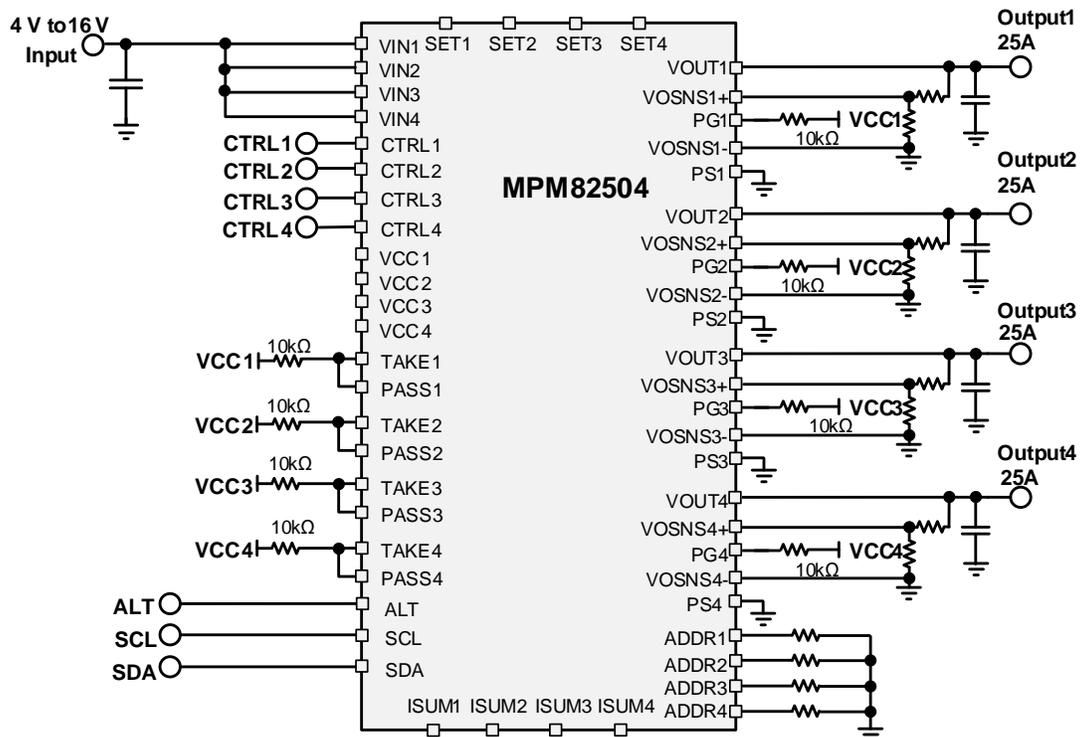 4 V to 16 V
Input
CTRL1
CTRL2
CTRL3
CTRL4
10kΩ
VCC1
10kΩ
VCC2
10kΩ
VCC3
10kΩ
VCC4
ALT
SCL
SDA
SET1 SET2 SET3 SET4
MPM82504
VIN1
VIN2
VIN3
VIN4
CTRL1
CTRL2
CTRL3
CTRL4
VCC1
VCC2
VCC3
VCC4
TAKE1
PASS1
TAKE2
PASS2
TAKE3
PASS3
TAKE4
PASS4
ALT
SCL
SDA
ISUM1 ISUM2 ISUM3 ISUM4
VOUT1
VOSNS1+
PG1
VOSNS1-
PS1
VOUT2
VOSNS2+
PG2
VOSNS2-
PS2
VOUT3
VOSNS3+
PG3
VOSNS3-
PS3
VOUT4
VOSNS4+
PG4
VOSNS4-
PS4
ADDR1
ADDR2
ADDR3
ADDR4
Output1
25A
VCC1
10kΩ
Output2
25A
VCC2
10kΩ
Output3
25A
VCC3
10kΩ
Output4
25A
VCC4
10kΩ